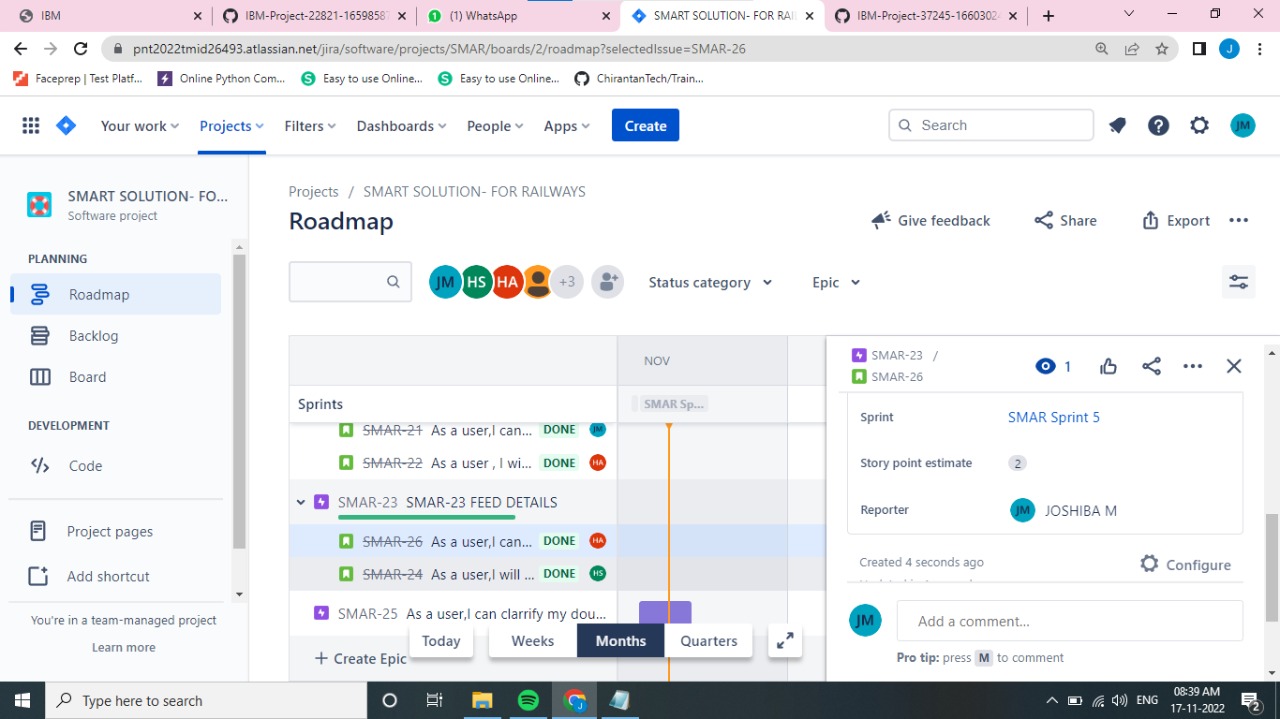 IBM
IBM-Project-22821-16598587
(1) WhatsApp
SMART SOLUTION- FOR RAIL
IBM-Project-37245-1660302
pnt2022tmid26493.atlassian.net/jira/software/projects/SMAR/boards/2/roadmap?selectedIssue=SMAR-26
J
Faceprep | Test Platf...
Online Python Com...
Easy to use Online...
Easy to use Online...
ChirantanTech/Train...
Your work
Projects
Filters
Dashboards
People
Apps
Create
Search
JM
SMART SOLUTION- FO...
Software project
PLANNING
Roadmap
Backlog
Board
DEVELOPMENT
Code
Project pages
Add shortcut
You're in a team-managed project
Learn more
Projects / SMART SOLUTION- FOR RAILWAYS
Roadmap
Give feedback
Share
Export
JM HS HA +3
Status category
Epic
NOV
Sprints
SMAR Sp...
SMAR-21 As a user,I can... DONE JM
SMAR-22 As a user , I wi... DONE HA
SMAR-23 SMAR-23 FEED DETAILS
SMAR-26 As a user,I can... DONE HA
SMAR-24 As a user,I will ... DONE HS
SMAR-25 As a user,I can clarrify my dou...
Create Epic
Today
Weeks
Months
Quarters
SMAR-23 /
SMAR-26
1
Sprint SMAR Sprint 5
Story point estimate 2
Reporter JM JOSHIBA M
Created 4 seconds ago
Configure
JM Add a comment...
Pro tip: press M to comment
Type here to search
ENG
08:39 AM
17-11-2022
2